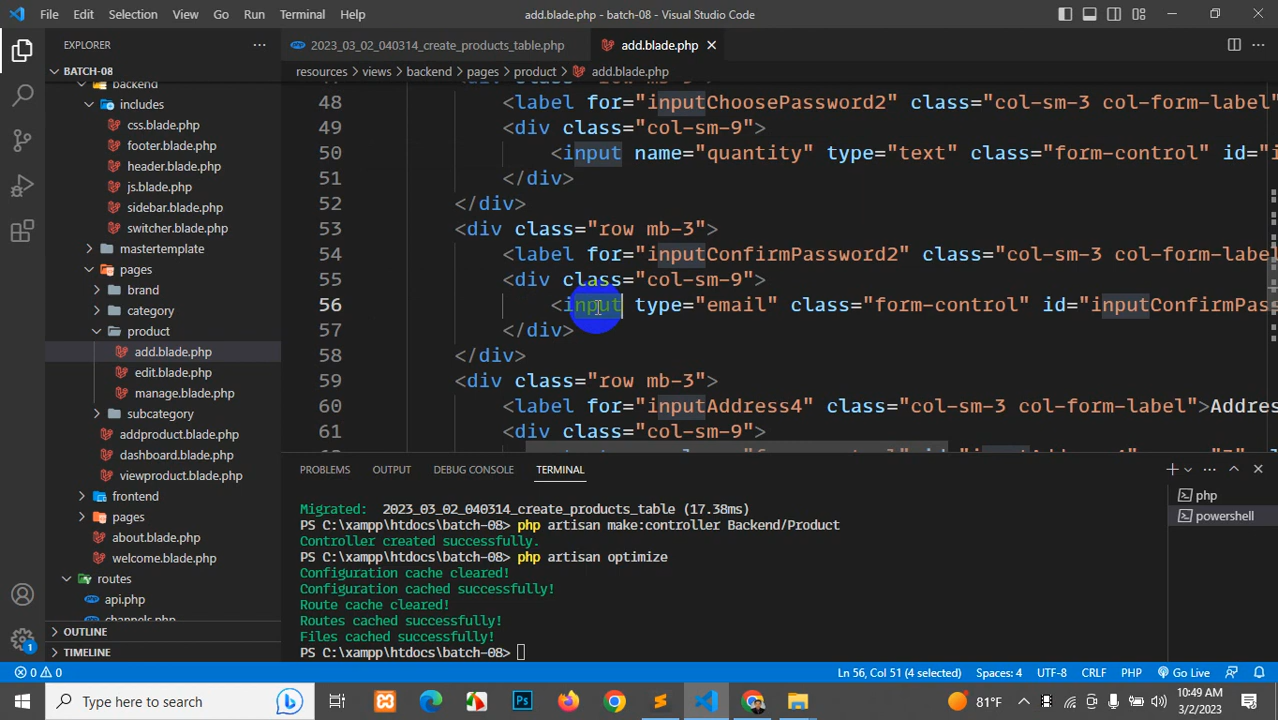 File Edit Selection View Go Run Terminal Help
add.blade.php - batch-08 - Visual Studio Code
EXPLORER
2023_03_02_040314_create_products_table.php
add.blade.php
BATCH-08
resources > views > backend > pages > product > add.blade.php
backend
includes
css.blade.php
footer.blade.php
header.blade.php
js.blade.php
sidebar.blade.php
switcher.blade.php
mastertemplate
pages
brand
category
product
add.blade.php
edit.blade.php
manage.blade.php
subcategory
addproduct.blade.php
dashboard.blade.php
viewproduct.blade.php
frontend
pages
about.blade.php
welcome.blade.php
routes
api.php
channels.php
OUTLINE
TIMELINE
48 <label for="inputChoosePassword2" class="col-sm-3 col-form-label"
49 <div class="col-sm-9">
50 <input name="quantity" type="text" class="form-control" id="i
51 </div>
52 </div>
53 <div class="row mb-3">
54 <label for="inputConfirmPassword2" class="col-sm-3 col-form-labe
55 <div class="col-sm-9">
56 <input type="email" class="form-control" id="inputConfirmPas
57 </div>
58 </div>
59 <div class="row mb-3">
60 <label for="inputAddress4" class="col-sm-3 col-form-label">Addres
61 <div class="col-sm-9">
PROBLEMS OUTPUT DEBUG CONSOLE TERMINAL
Migrated: 2023_03_02_040314_create_products_table (17.38ms)
PS C:\xampp\htdocs\batch-08> php artisan make:controller Backend/Product
Controller created successfully.
PS C:\xampp\htdocs\batch-08> php artisan optimize
Configuration cache cleared!
Configuration cached successfully!
Route cache cleared!
Routes cached successfully!
Files cached successfully!
PS C:\xampp\htdocs\batch-08>
php
powershell
0 0
Ln 56, Col 51 (4 selected) Spaces: 4 UTF-8 CRLF PHP Go Live
Type here to search
81°F
10:49 AM
3/2/2023
1